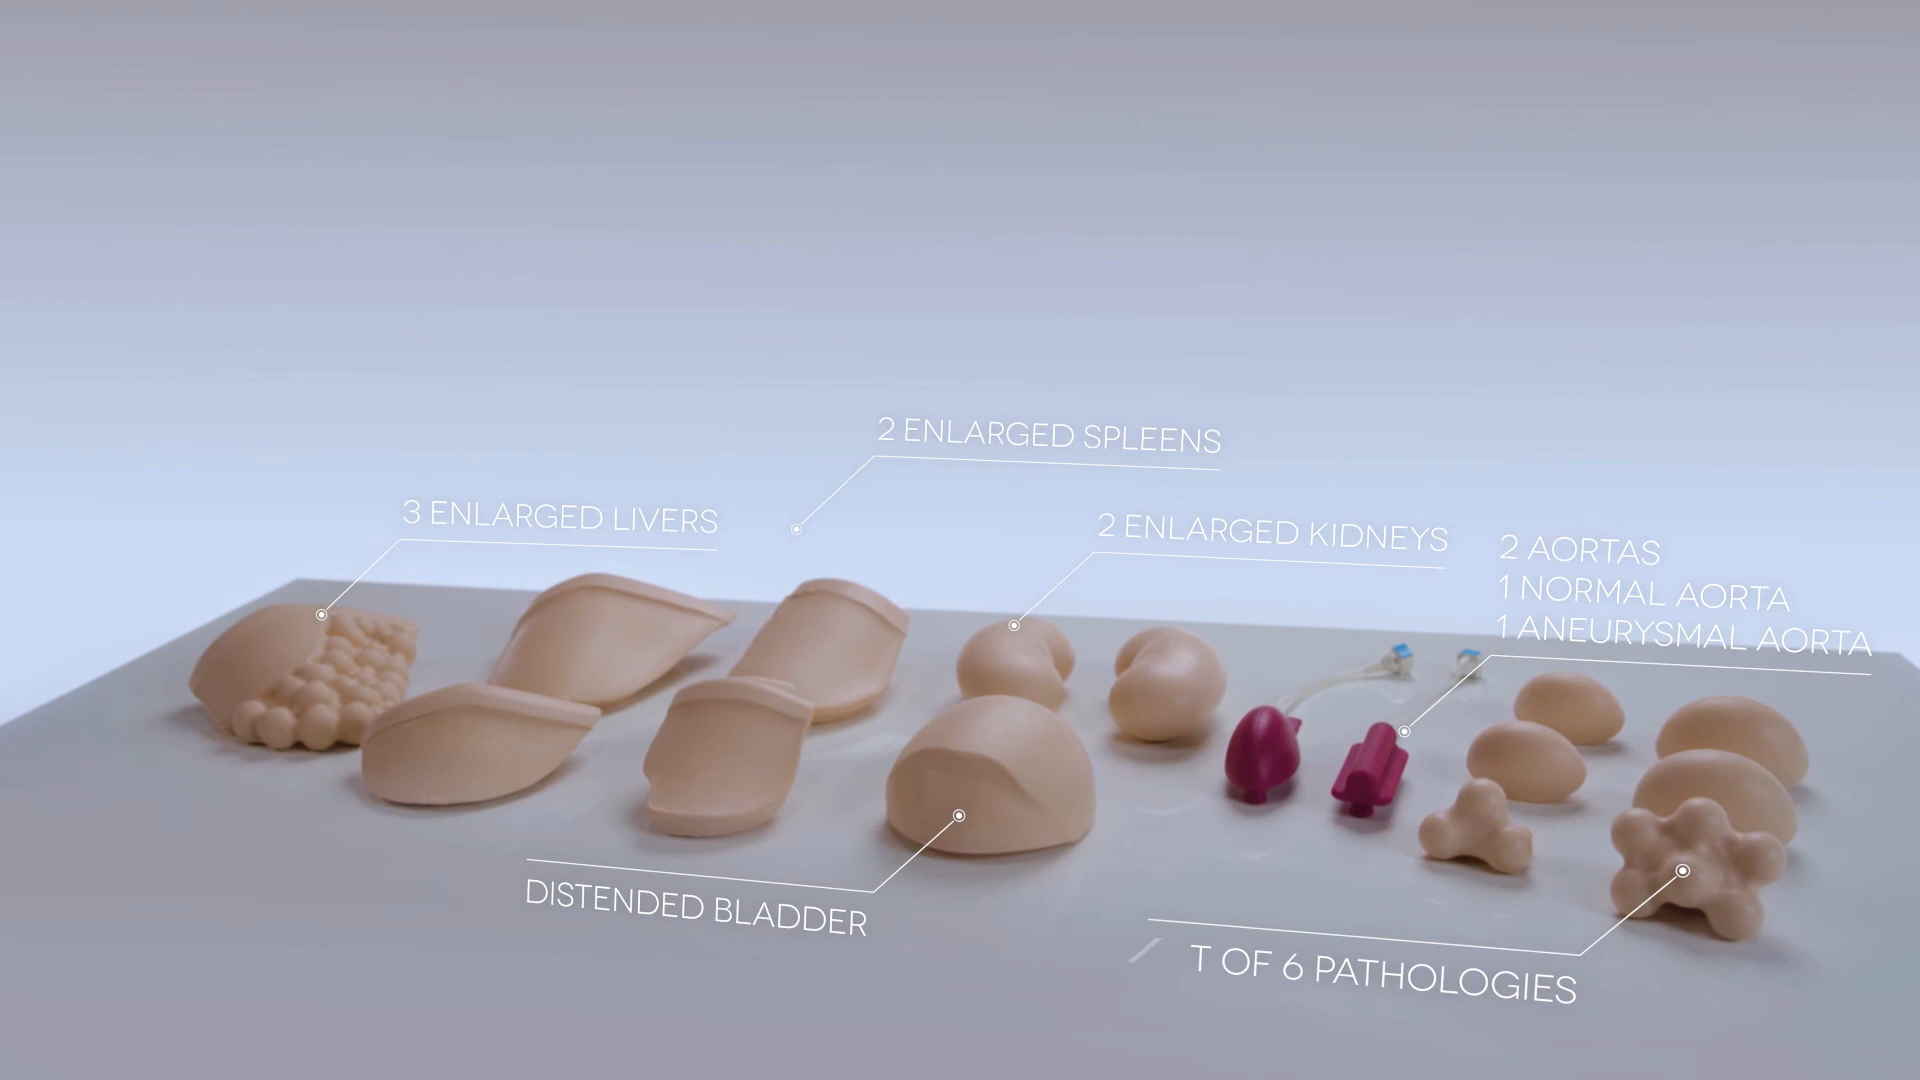 2 ENLARGED SPLEENS
3 ENLARGED LIVERS
2 ENLARGED KIDNEYS
2 AORTAS
1 NORMAL AORTA
1 ANEURYSMAL AORTA
DISTENDED BLADDER
T OF 6 PATHOLOGIES